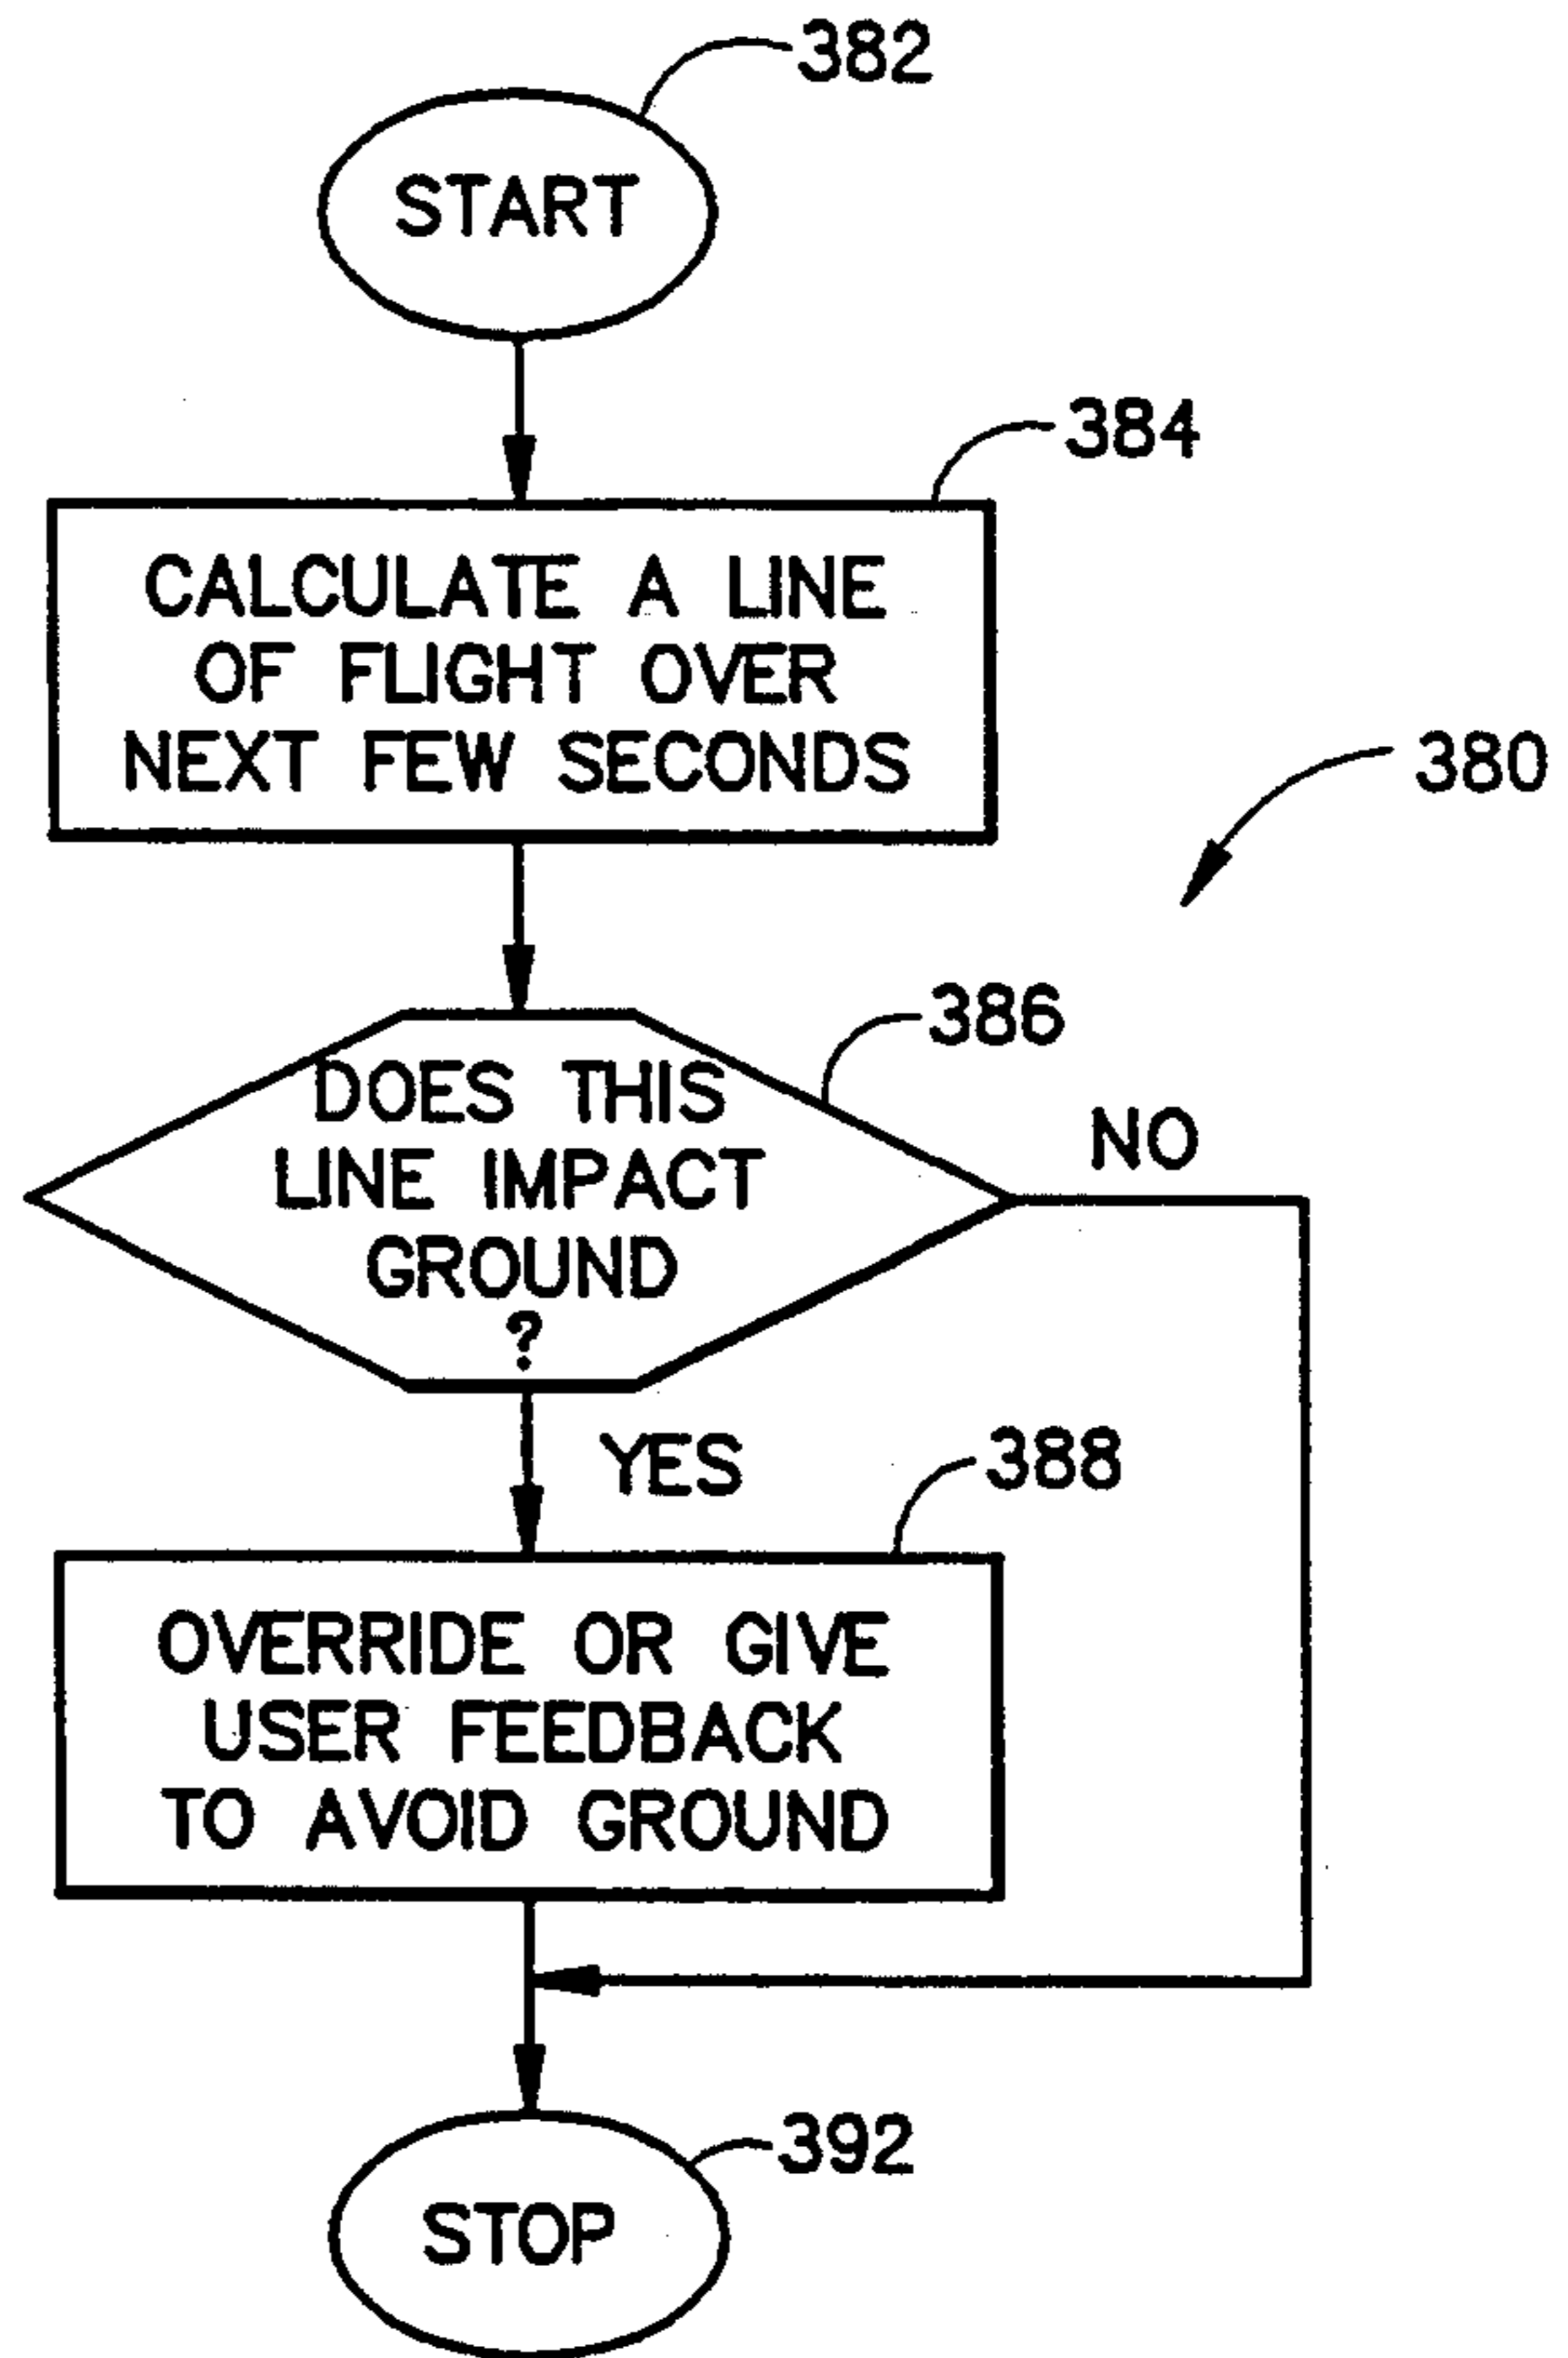 382
START
384
CALCULATE A LINE
OF FLIGHT OVER
NEXT FEW SECONDS
380
386
DOES THIS
LINE IMPACT
GROUND
?
NO
YES
388
OVERRIDE OR GIVE
USER FEEDBACK
TO AVOID GROUND
392
STOP